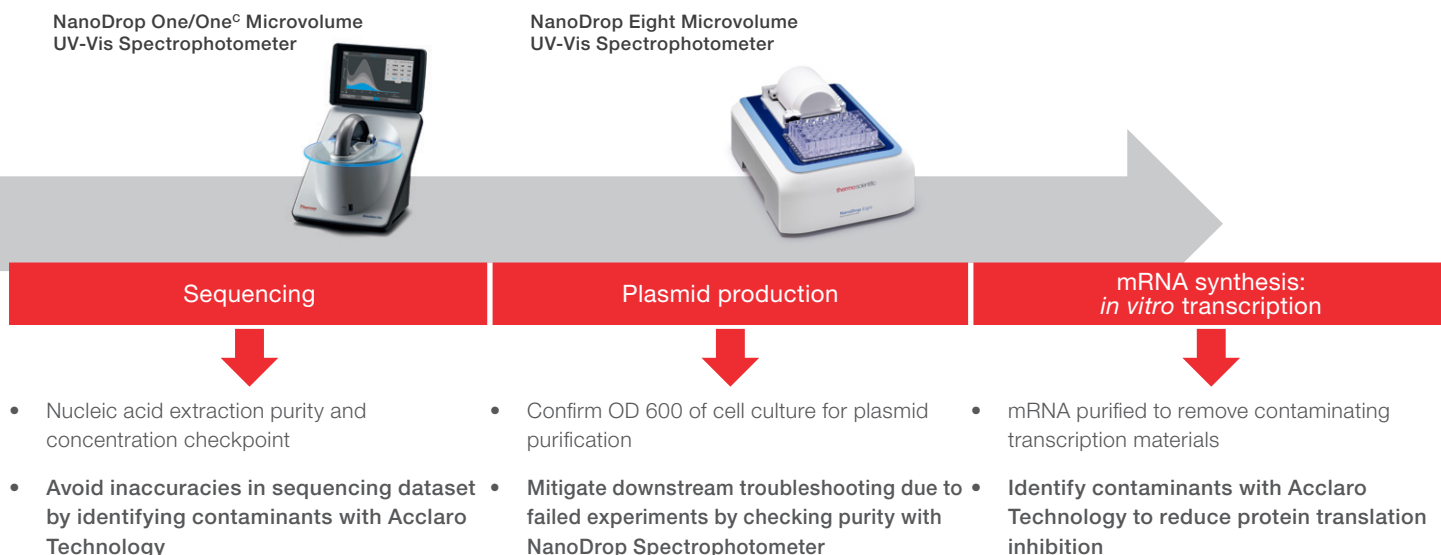 NanoDrop One/Oneᶜ Microvolume
UV-Vis Spectrophotometer
NanoDrop Eight Microvolume
UV-Vis Spectrophotometer
thermoscientific
NanoDrop Eight
Sequencing
Plasmid production
mRNA synthesis:
in vitro transcription
• Nucleic acid extraction purity and
concentration checkpoint
• Avoid inaccuracies in sequencing dataset
by identifying contaminants with Acclaro
Technology
• Confirm OD 600 of cell culture for plasmid
purification
• Mitigate downstream troubleshooting due to
failed experiments by checking purity with
NanoDrop Spectrophotometer
• mRNA purified to remove contaminating
transcription materials
• Identify contaminants with Acclaro
Technology to reduce protein translation
inhibition